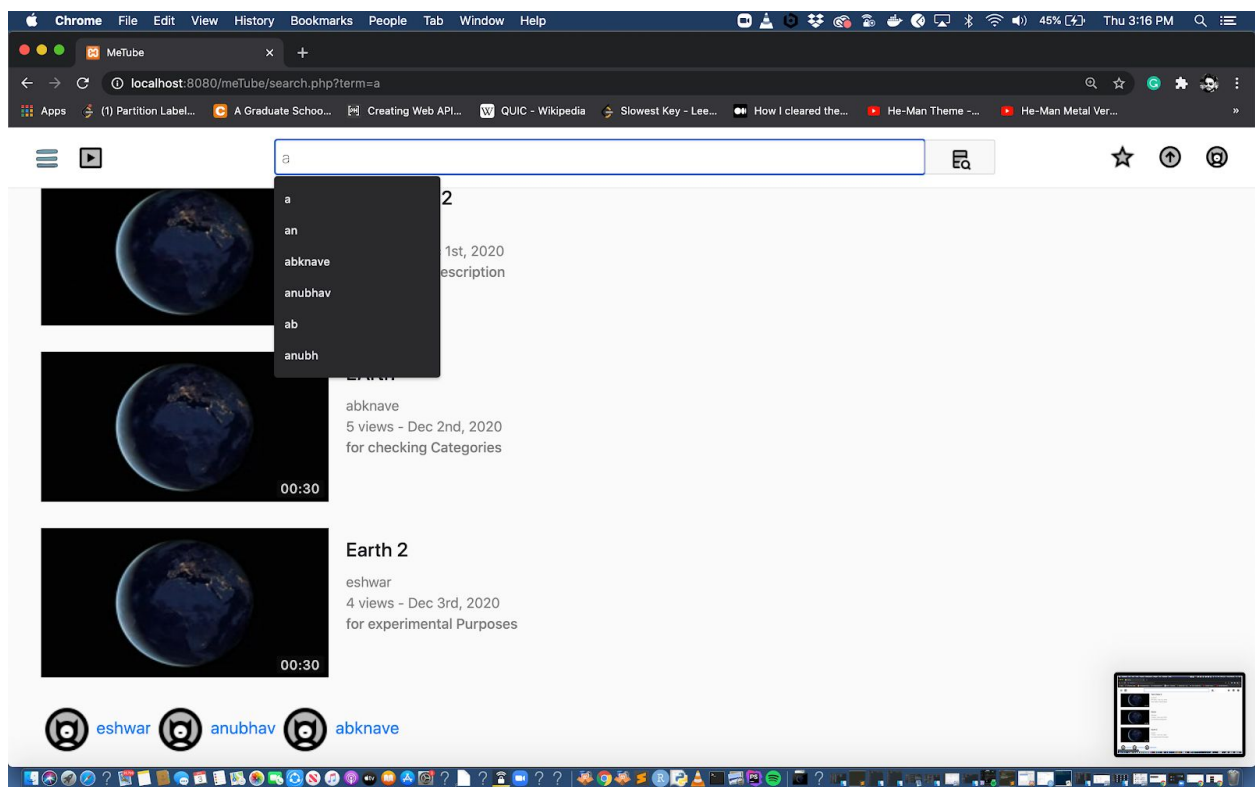 Chrome File Edit View History Bookmarks People Tab Window Help 45% Thu 3:16 PM
MeTube
localhost:8080/meTube/search.php?term=a
Apps (1) Partition Label... A Graduate Schoo... Creating Web API... QUIC - Wikipedia Slowest Key - Lee... How I cleared the... He-Man Theme -... He-Man Metal Ver... »
a
a
an
abknave
anubhav
ab
anubh
2
1st, 2020
escription
abknave
5 views - Dec 2nd, 2020
for checking Categories
00:30
Earth 2
eshwar
4 views - Dec 3rd, 2020
for experimental Purposes
00:30
eshwar anubhav abknave